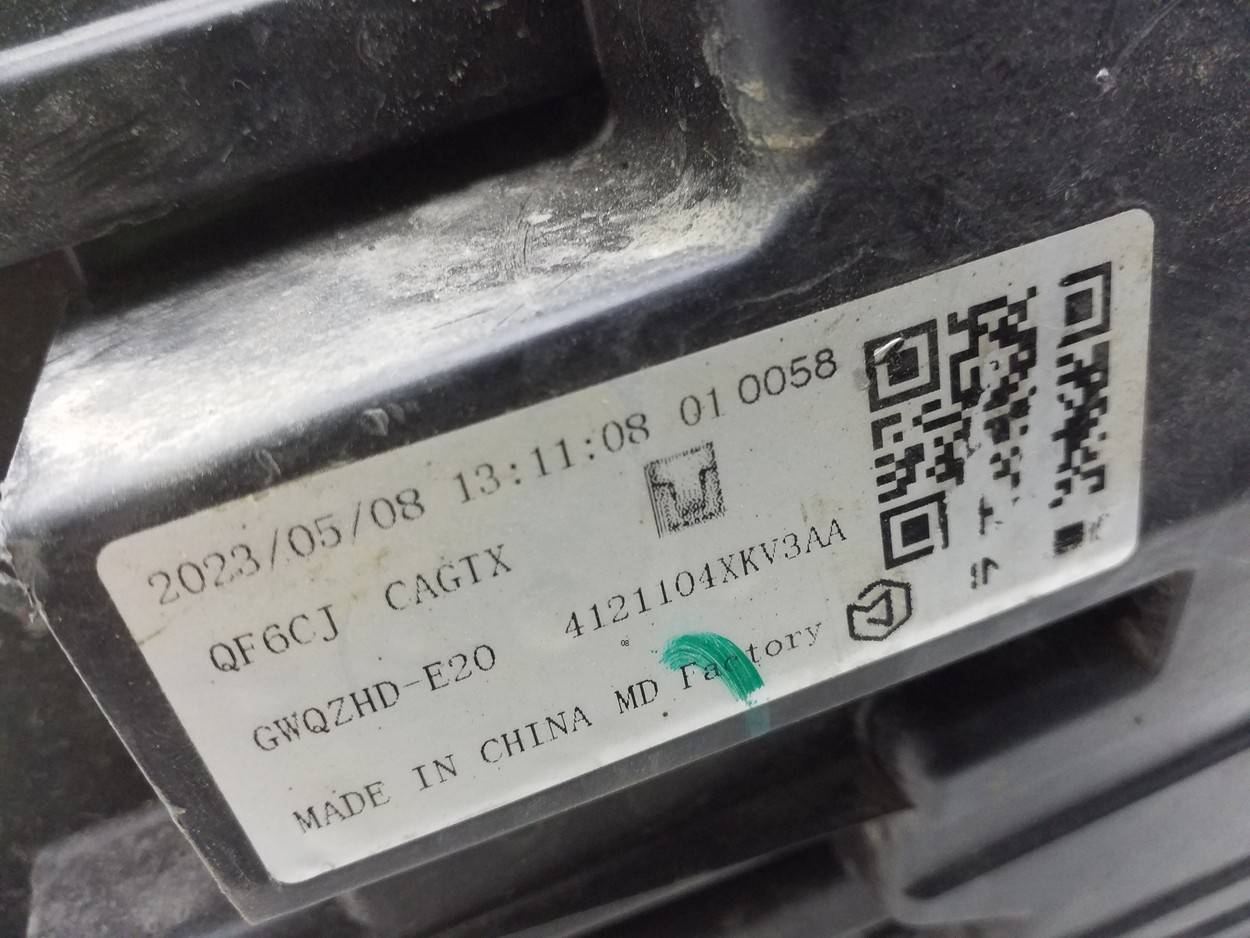 2023/05/08 13:11:08 01 0058
QF6CJ CAGTX
GWQZHD-E20 4121104XKV3AA
MADE IN CHINA MD Factory